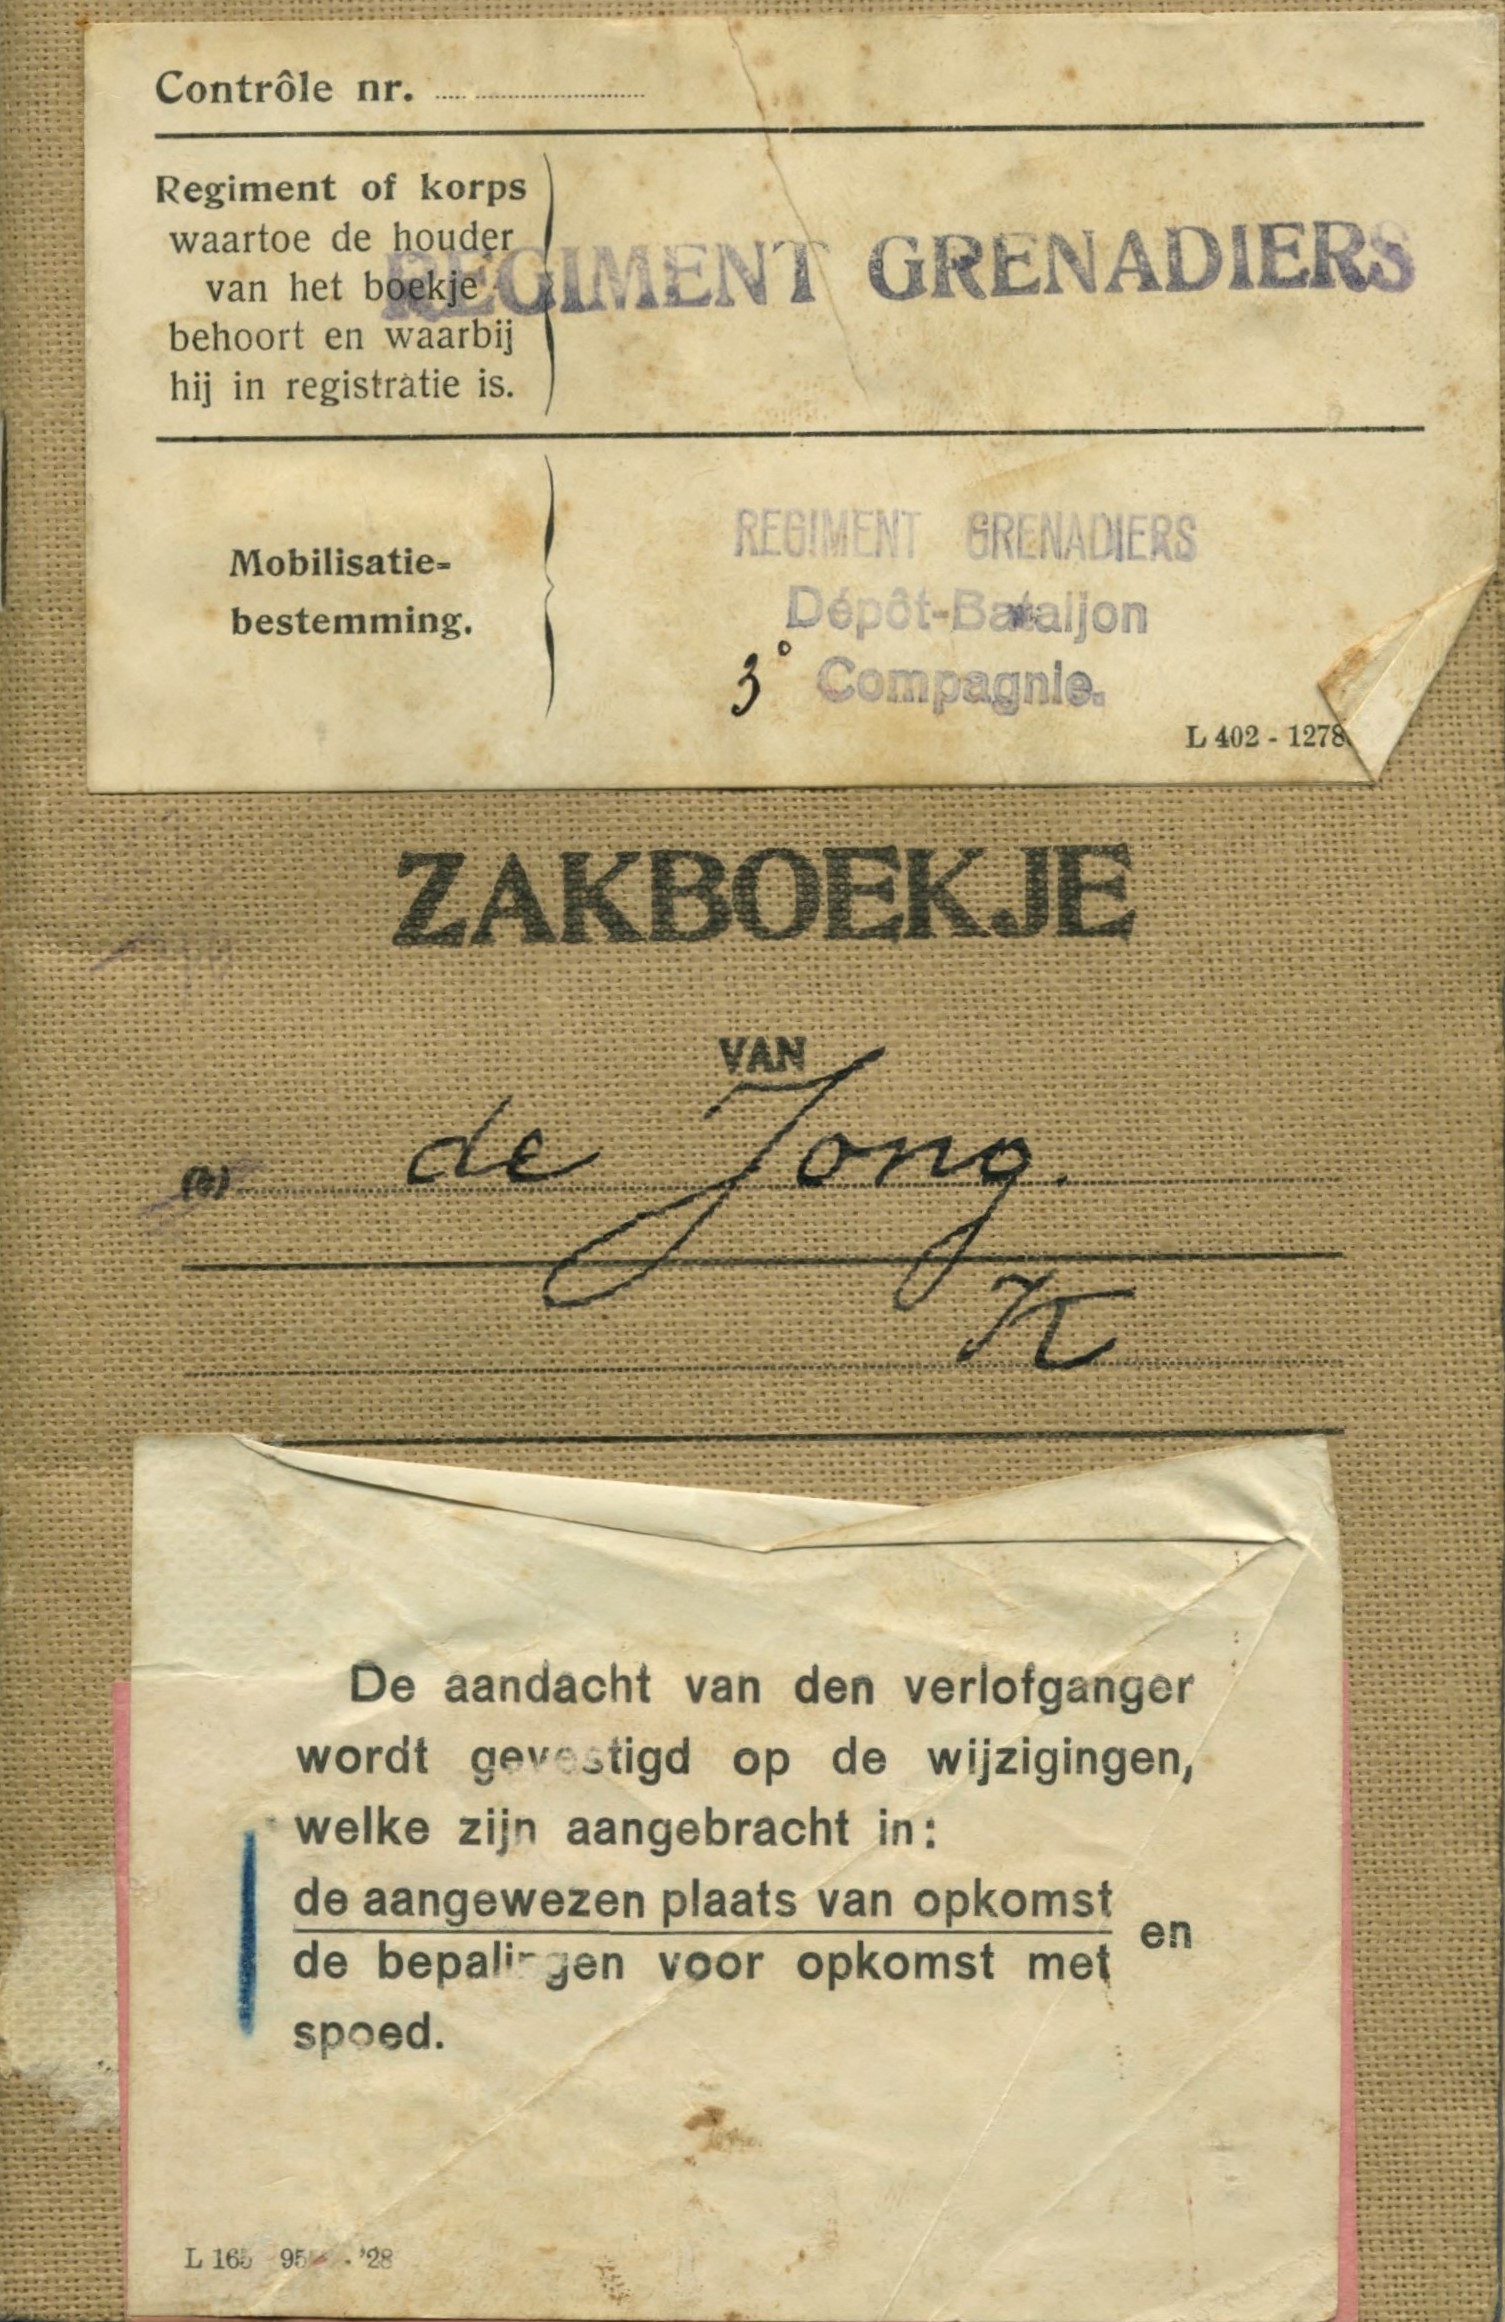 Contrôle nr.
Regiment of korps
waartoe de houder
van het boekje
behoort en waarbij
hij in registratie is.
REGIMENT GRENADIERS
Mobilisatie-
bestemming.
REGIMENT GRENADIERS
Dépôt-Bataljon
3e Compagnie.
L 402 - 1278
ZAKBOEKJE
VAN
de Jong.
K
De aandacht van den verlofganger
wordt gevestigd op de wijzigingen,
welke zijn aangebracht in:
de aangewezen plaats van opkomst
en
de bepalingen voor opkomst met
spoed.
L 165 95 - '28